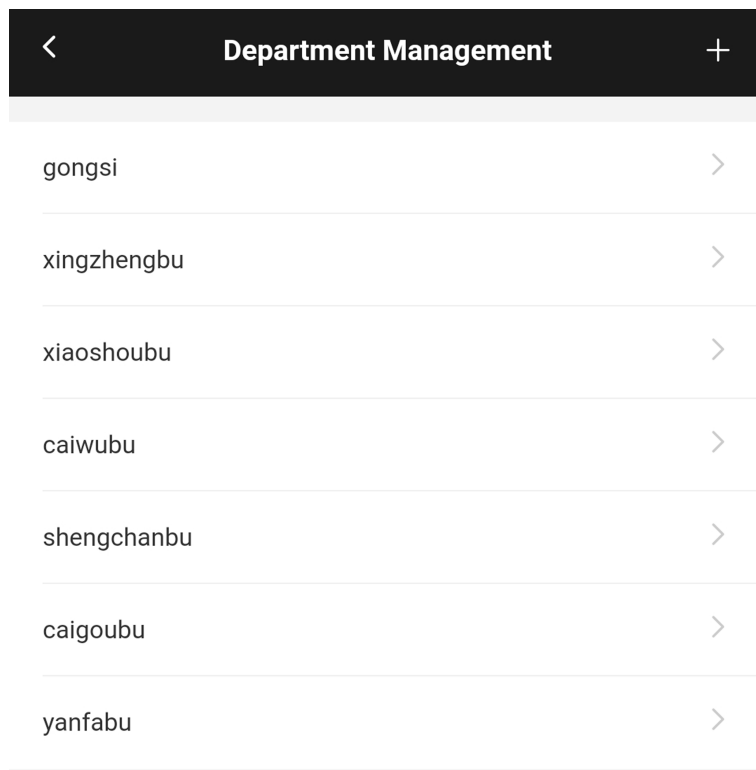 Department Management
gongsi
xingzhengbu
xiaoshoubu
caiwubu
shengchanbu
caigoubu
yanfabu